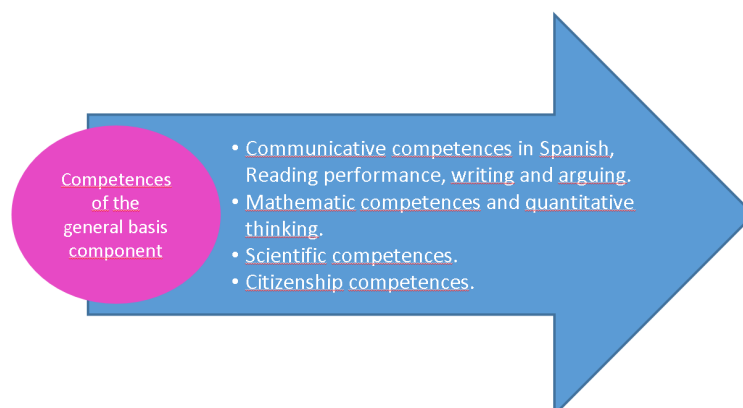 Competences
of the
general basis
component
• Communicative competences in Spanish,
Reading performance, writing and arguing.
• Mathematic competences and quantitative
thinking.
• Scientific competences.
• Citizenship competences.